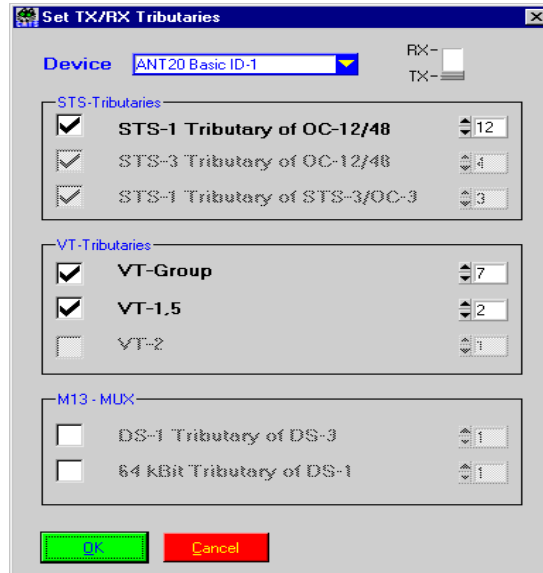 Set TX/RX Tributaries
Device ANT20 Basic ID-1
RX-
TX-
STS-Tributaries
STS-1 Tributary of OC-12/48 12
STS-3 Tributary of OC-12/48 4
STS-1 Tributary of STS-3/OC-3 3
VT-Tributaries
VT-Group 7
VT-1,5 2
VT-2 1
M13 - MUX
DS-1 Tributary of DS-3 1
64 kBit Tributary of DS-1 1
OK Cancel